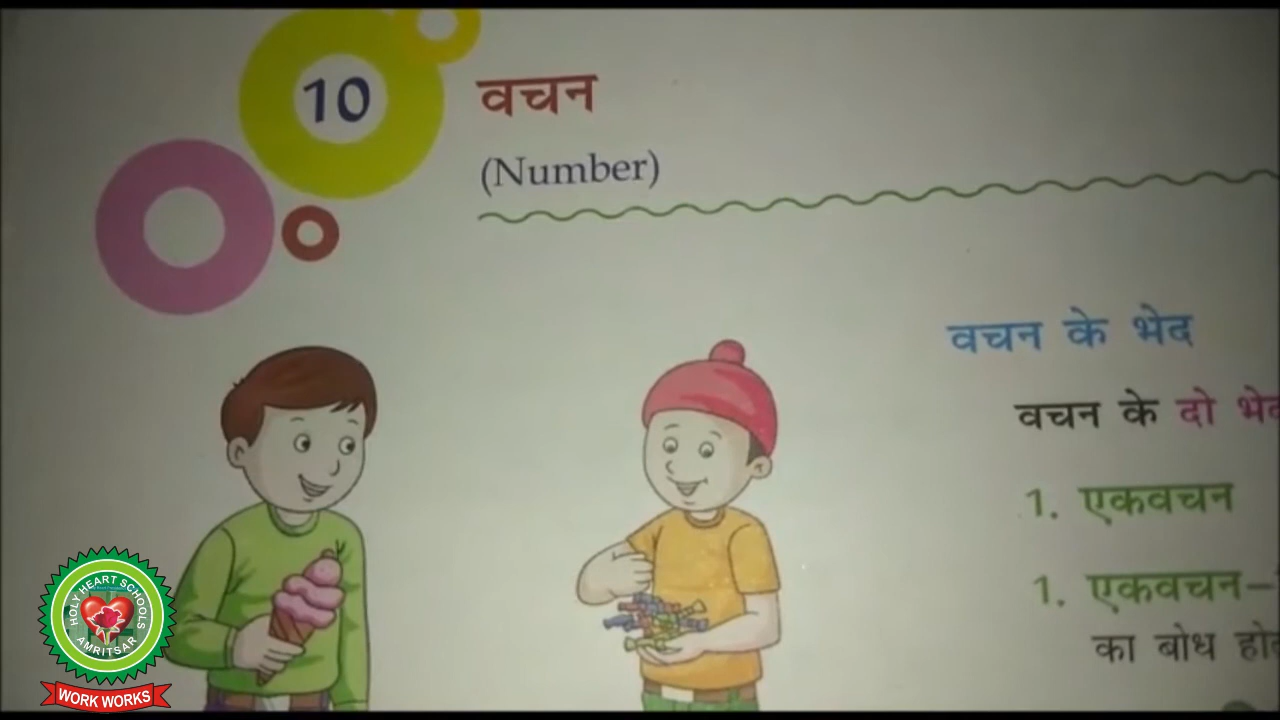 10
वचन
(Number)
वचन के भेद
वचन के दो
1. एकवचन
1. एकवचन–
का बोध
HOLY HEART SCHOOLS
AMRITSAR
WORK WORKS